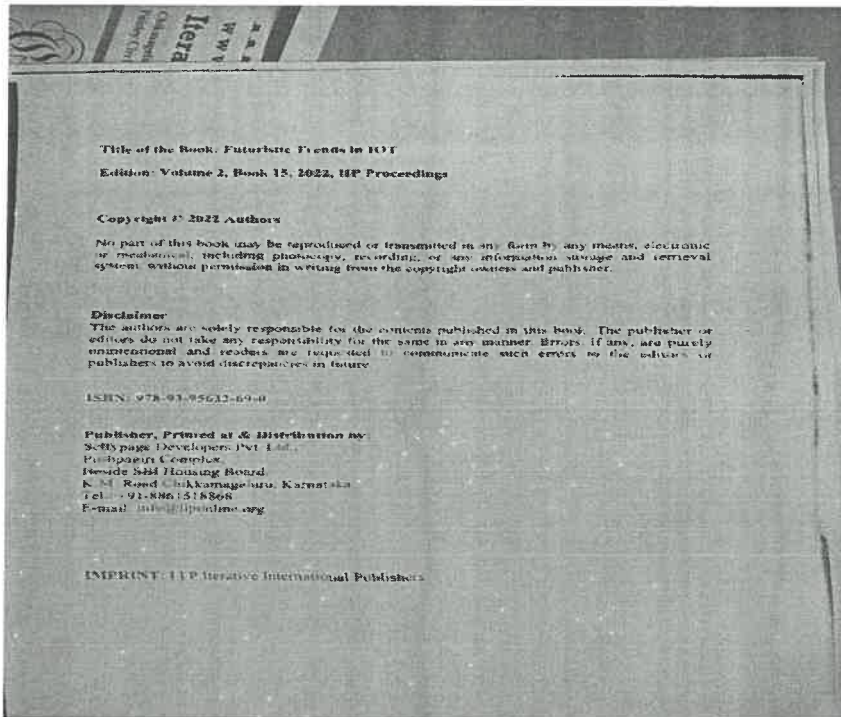 Itera
Title of the Book: Futuristic Trends in IOT
Edition: Volume 2, Book 15, 2022, IIP Proceedings
Copyright © 2022 Authors
No part of this book may be reproduced or transmitted in any form by any means, electronic
or mechanical, including photocopy, recording, or any information storage and retrieval
system, without permission in writing from the copyright owners and publisher.
Disclaimer
The authors are solely responsible for the contents published in this book. The publisher or
editors do not take any responsibility for the same in any manner. Errors, if any, are purely
unintentional and readers are requested to communicate such errors to the editors or
publishers to avoid discrepancies in future
ISBN: 978-93-95632-69-0
Publisher, Printed at & Distribution by
Selfypage Developers Pvt Ltd.,
Pushpagiri Complex,
Beside SBI Housing Board,
K.M. Road Chikkamagaluru, Karnataka
Tel.: +91-8861518868
E-mail: info@iiponline.org
IMPRINT: I I P Iterative International Publishers